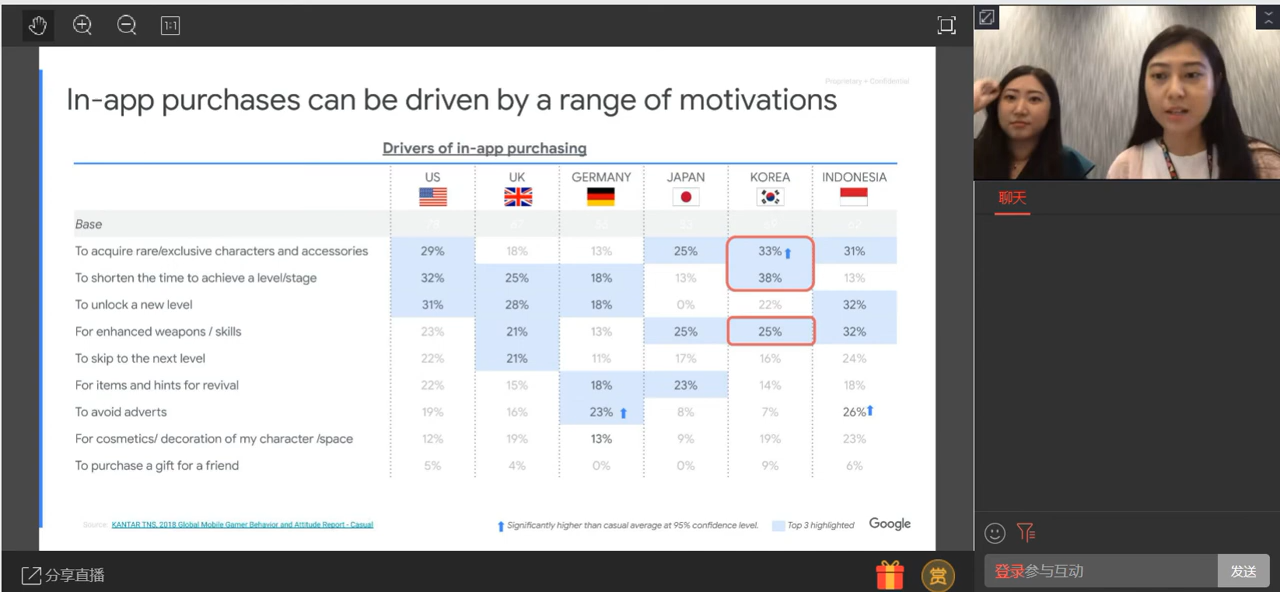 1:1
Proprietary + Confidential
In-app purchases can be driven by a range of motivations
Drivers of in-app purchasing
US UK GERMANY JAPAN KOREA INDONESIA
Base
To acquire rare/exclusive characters and accessories 29% 18% 13% 25% 33% 31%
To shorten the time to achieve a level/stage 32% 25% 18% 13% 38% 13%
To unlock a new level 31% 28% 18% 0% 22% 32%
For enhanced weapons / skills 23% 21% 13% 25% 25% 32%
To skip to the next level 22% 21% 11% 17% 16% 24%
For items and hints for revival 22% 15% 18% 23% 14% 18%
To avoid adverts 19% 16% 23% 8% 7% 26%
For cosmetics/ decoration of my character /space 12% 19% 13% 9% 19% 23%
To purchase a gift for a friend 5% 4% 0% 0% 9% 6%
Source: KANTAR TNS, 2018 Global Mobile Gamer Behavior and Attitude Report - Casual
Significantly higher than casual average at 95% confidence level.
Top 3 highlighted
Google
聊天
分享直播
赏
登录参与互动
发送